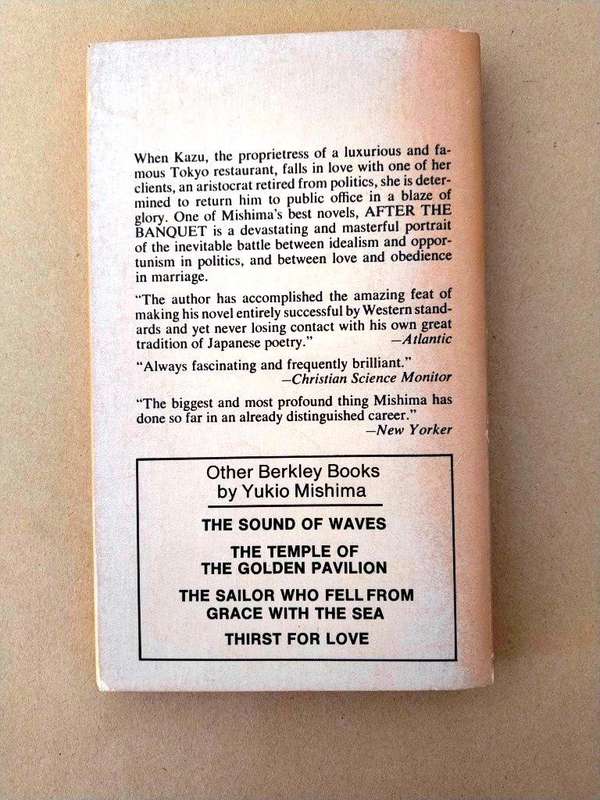 When Kazu, the proprietress of a luxurious and fa-
mous Tokyo restaurant, falls in love with one of her
clients, an aristocrat retired from politics, she is deter-
mined to return him to public office in a blaze of
glory. One of Mishima's best novels, AFTER THE
BANQUET is a devastating and masterful portrait
of the inevitable battle between idealism and oppor-
tunism in politics, and between love and obedience
in marriage.
"The author has accomplished the amazing feat of
making his novel entirely successful by Western stand-
ards and yet never losing contact with his own great
tradition of Japanese poetry." —Atlantic
"Always fascinating and frequently brilliant."
—Christian Science Monitor
"The biggest and most profound thing Mishima has
done so far in an already distinguished career."
—New Yorker
Other Berkley Books
by Yukio Mishima
THE SOUND OF WAVES
THE TEMPLE OF
THE GOLDEN PAVILION
THE SAILOR WHO FELL FROM
GRACE WITH THE SEA
THIRST FOR LOVE